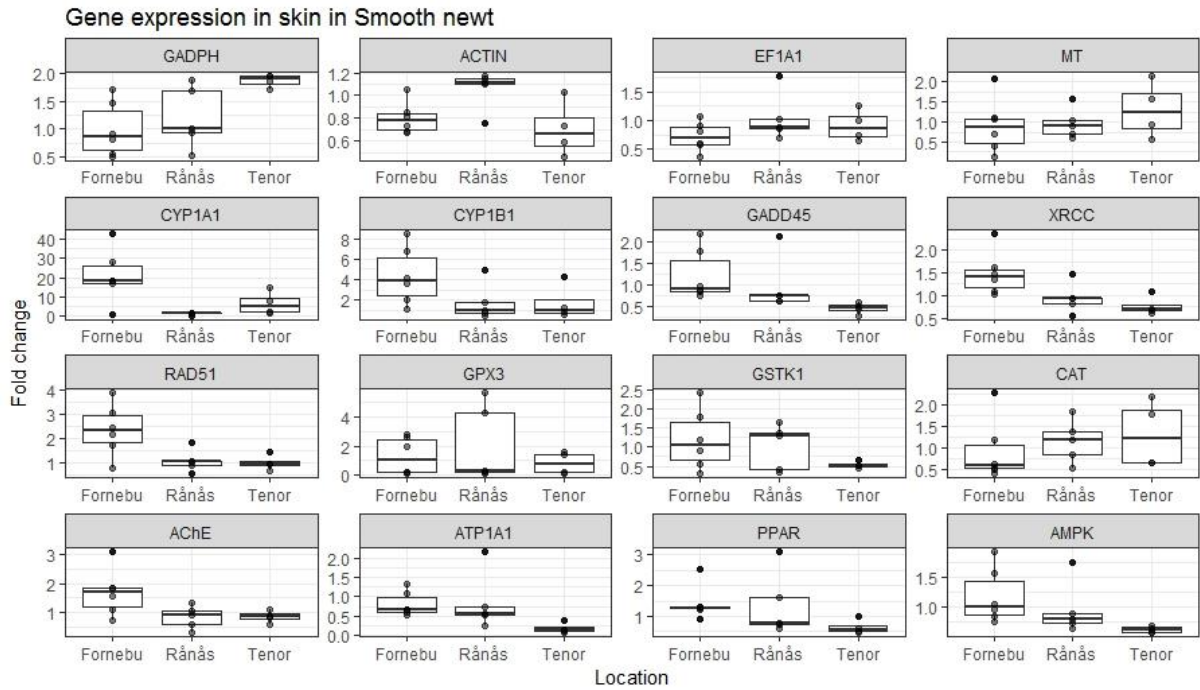 Gene expression in skin in Smooth newt
GADPH ACTIN EF1A1 MT
2.0 1.5 1.0 0.5
1.2 1.0 0.8 0.6
1.5 1.0 0.5
2.0 1.5 1.0 0.5
Fornebu Rånås Tenor Fornebu Rånås Tenor Fornebu Rånås Tenor Fornebu Rånås Tenor
CYP1A1 CYP1B1 GADD45 XRCC
40 30 20 10 0
8 6 4 2
2.0 1.5 1.0 0.5
2.0 1.5 1.0 0.5
Fornebu Rånås Tenor Fornebu Rånås Tenor Fornebu Rånås Tenor Fornebu Rånås Tenor
Fold change
RAD51 GPX3 GSTK1 CAT
4 3 2 1
4 2 0
2.5 2.0 1.5 1.0 0.5
2.0 1.5 1.0 0.5
Fornebu Rånås Tenor Fornebu Rånås Tenor Fornebu Rånås Tenor Fornebu Rånås Tenor
AChE ATP1A1 PPAR AMPK
3 2 1
2.0 1.5 1.0 0.5 0.0
3 2 1
1.5 1.0
Fornebu Rånås Tenor Fornebu Rånås Tenor Fornebu Rånås Tenor Fornebu Rånås Tenor
Location